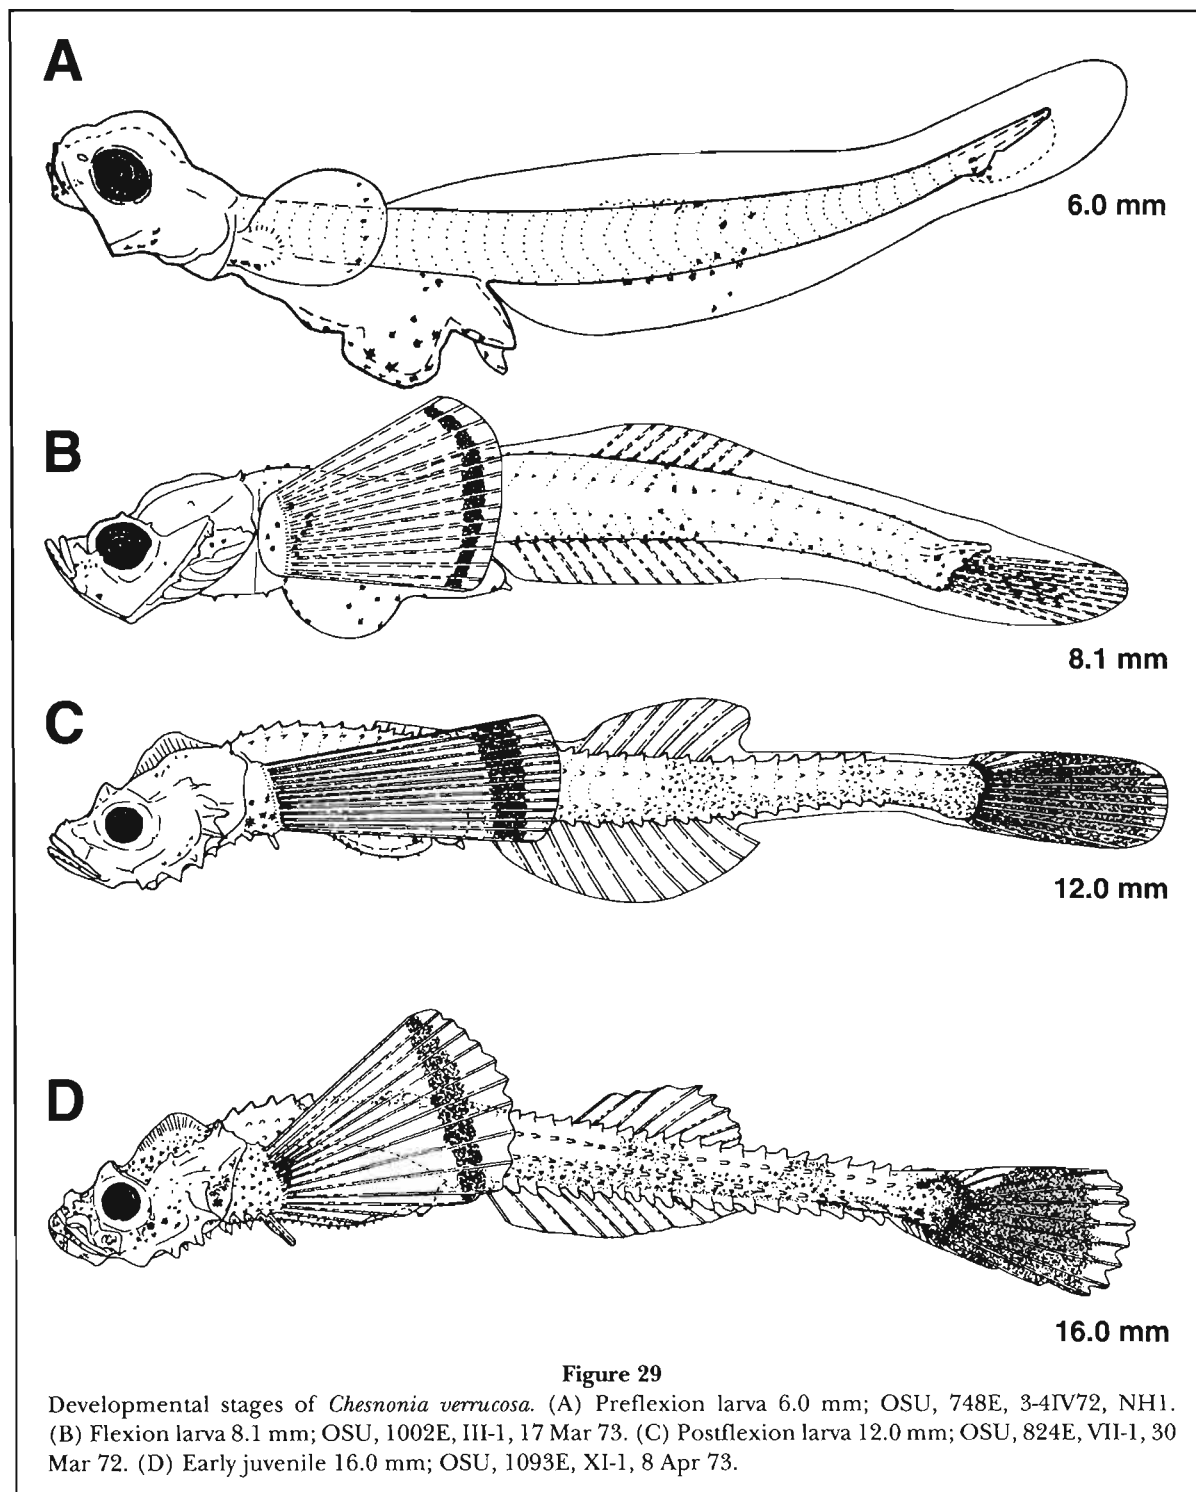 A
6.0 mm
B
8.1 mm
C
12.0 mm
D
16.0 mm
Figure 29
Developmental stages of Chesnonia verrucosa. (A) Preflexion larva 6.0 mm; OSU, 748E, 3-4IV72, NH1.
(B) Flexion larva 8.1 mm; OSU, 1002E, III-1, 17 Mar 73. (C) Postflexion larva 12.0 mm; OSU, 824E, VII-1, 30
Mar 72. (D) Early juvenile 16.0 mm; OSU, 1093E, XI-1, 8 Apr 73.